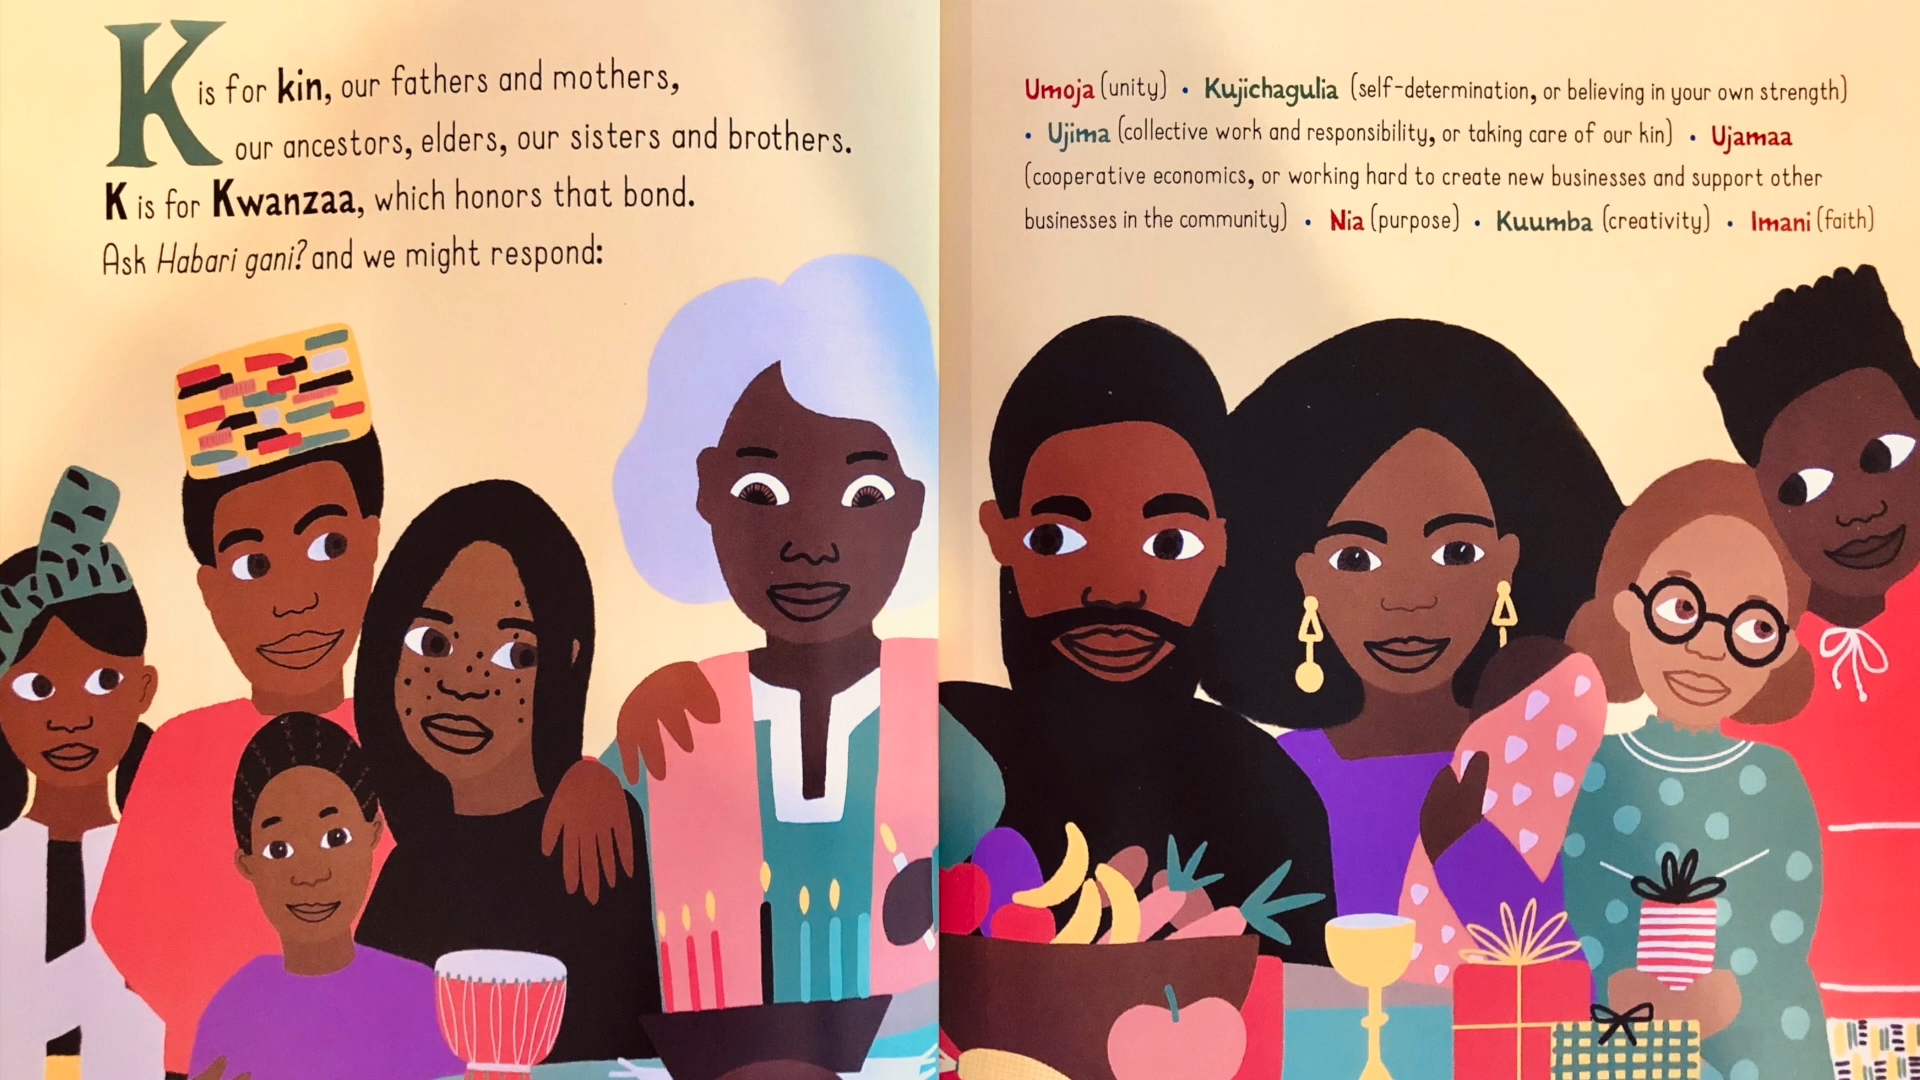 K is for kin, our fathers and mothers,
our ancestors, elders, our sisters and brothers.
K is for Kwanzaa, which honors that bond.
Ask Habari gani? and we might respond:
Umoja (unity) • Kujichagulia (self-determination, or believing in your own strength)
• Ujima (collective work and responsibility, or taking care of our kin) • Ujamaa
(cooperative economics, or working hard to create new businesses and support other
businesses in the community) • Nia (purpose) • Kuumba (creativity) • Imani (faith)